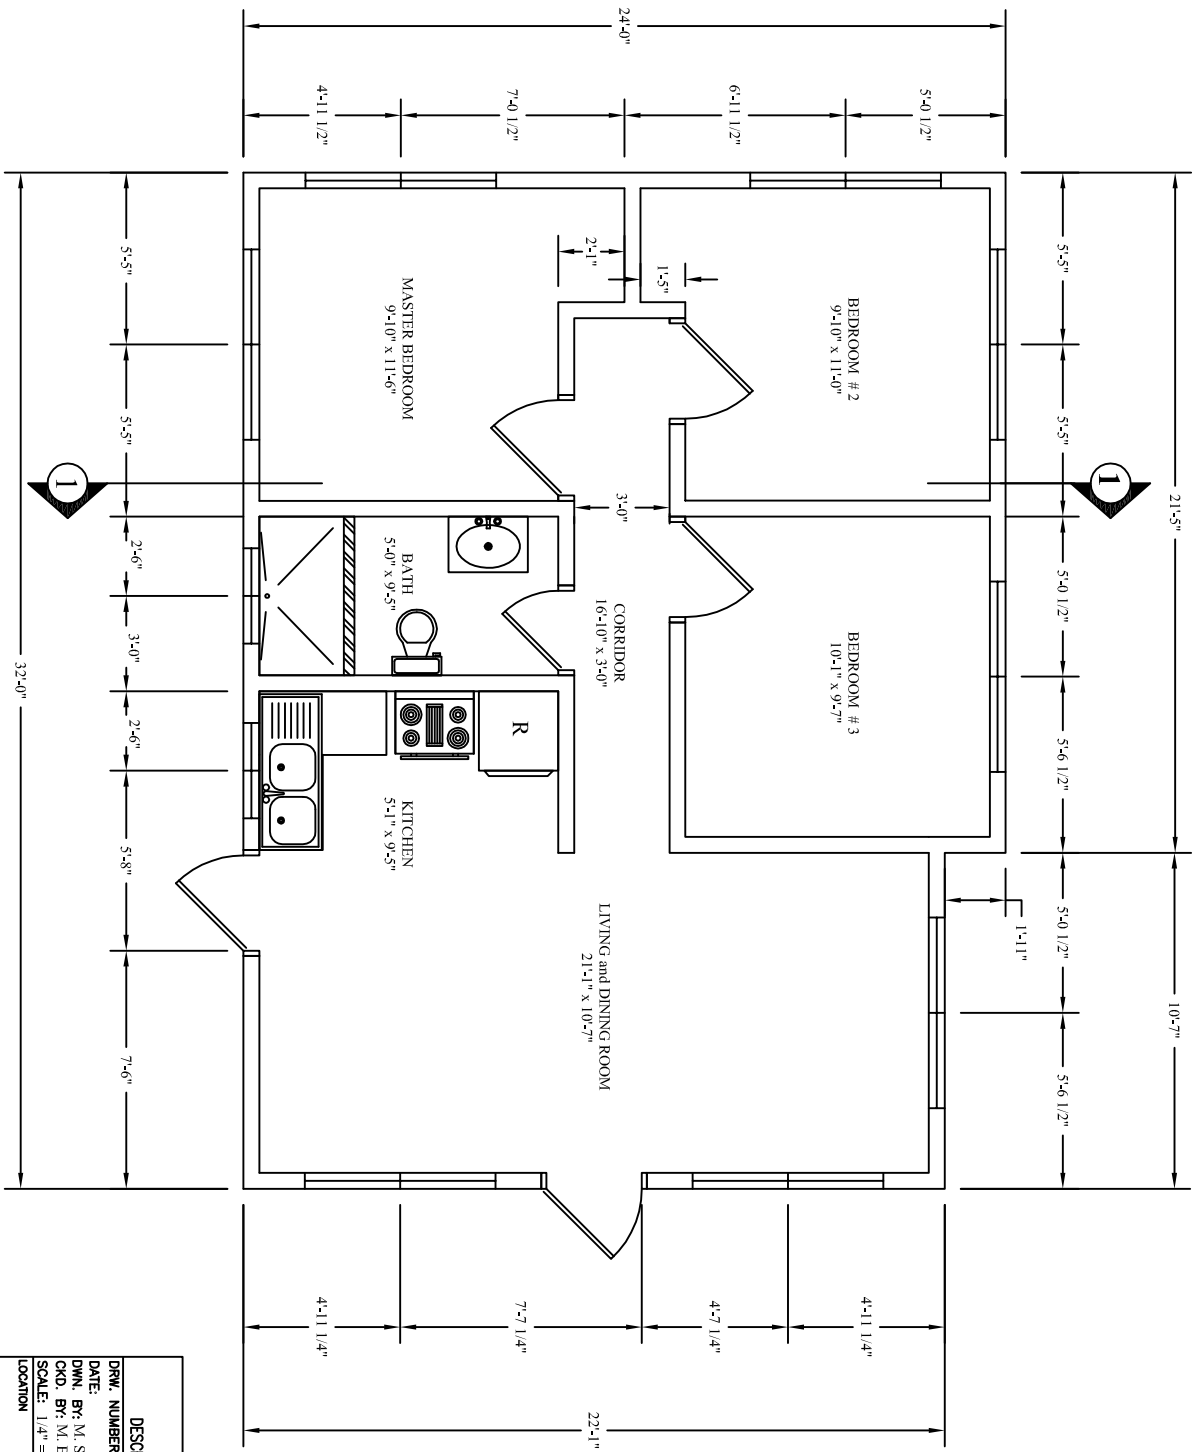 24'-0"
4'-11 1/2"
7'-0 1/2"
6'-11 1/2"
5'-0 1/2"
21'-5"
10'-7"
5'-5"
5'-5"
5'-0 1/2"
5'-6 1/2"
5'-0 1/2"
5'-6 1/2"
1'-11"
1
1
BEDROOM # 2
9'-10" x 11'-0"
BEDROOM # 3
10'-1" x 9'-7"
1'-5"
2'-1"
3'-0"
CORRIDOR
16'-10" x 3'-0"
LIVING and DINING ROOM
21'-1" x 10'-7"
MASTER BEDROOM
9'-10" x 11'-6"
BATH
5'-0" x 9'-5"
R
KITCHEN
5'-1" x 9'-5"
5'-5"
5'-5"
2'-6"
3'-0"
2'-6"
5'-8"
7'-6"
32'-0"
4'-11 1/4"
7'-7 1/4"
4'-7 1/4"
4'-11 1/4"
22'-1"
DRW. NUMBER
DATE:
DWN. BY: M. S
CKD. BY: M. E
SCALE: 1/4" =
LOCATION